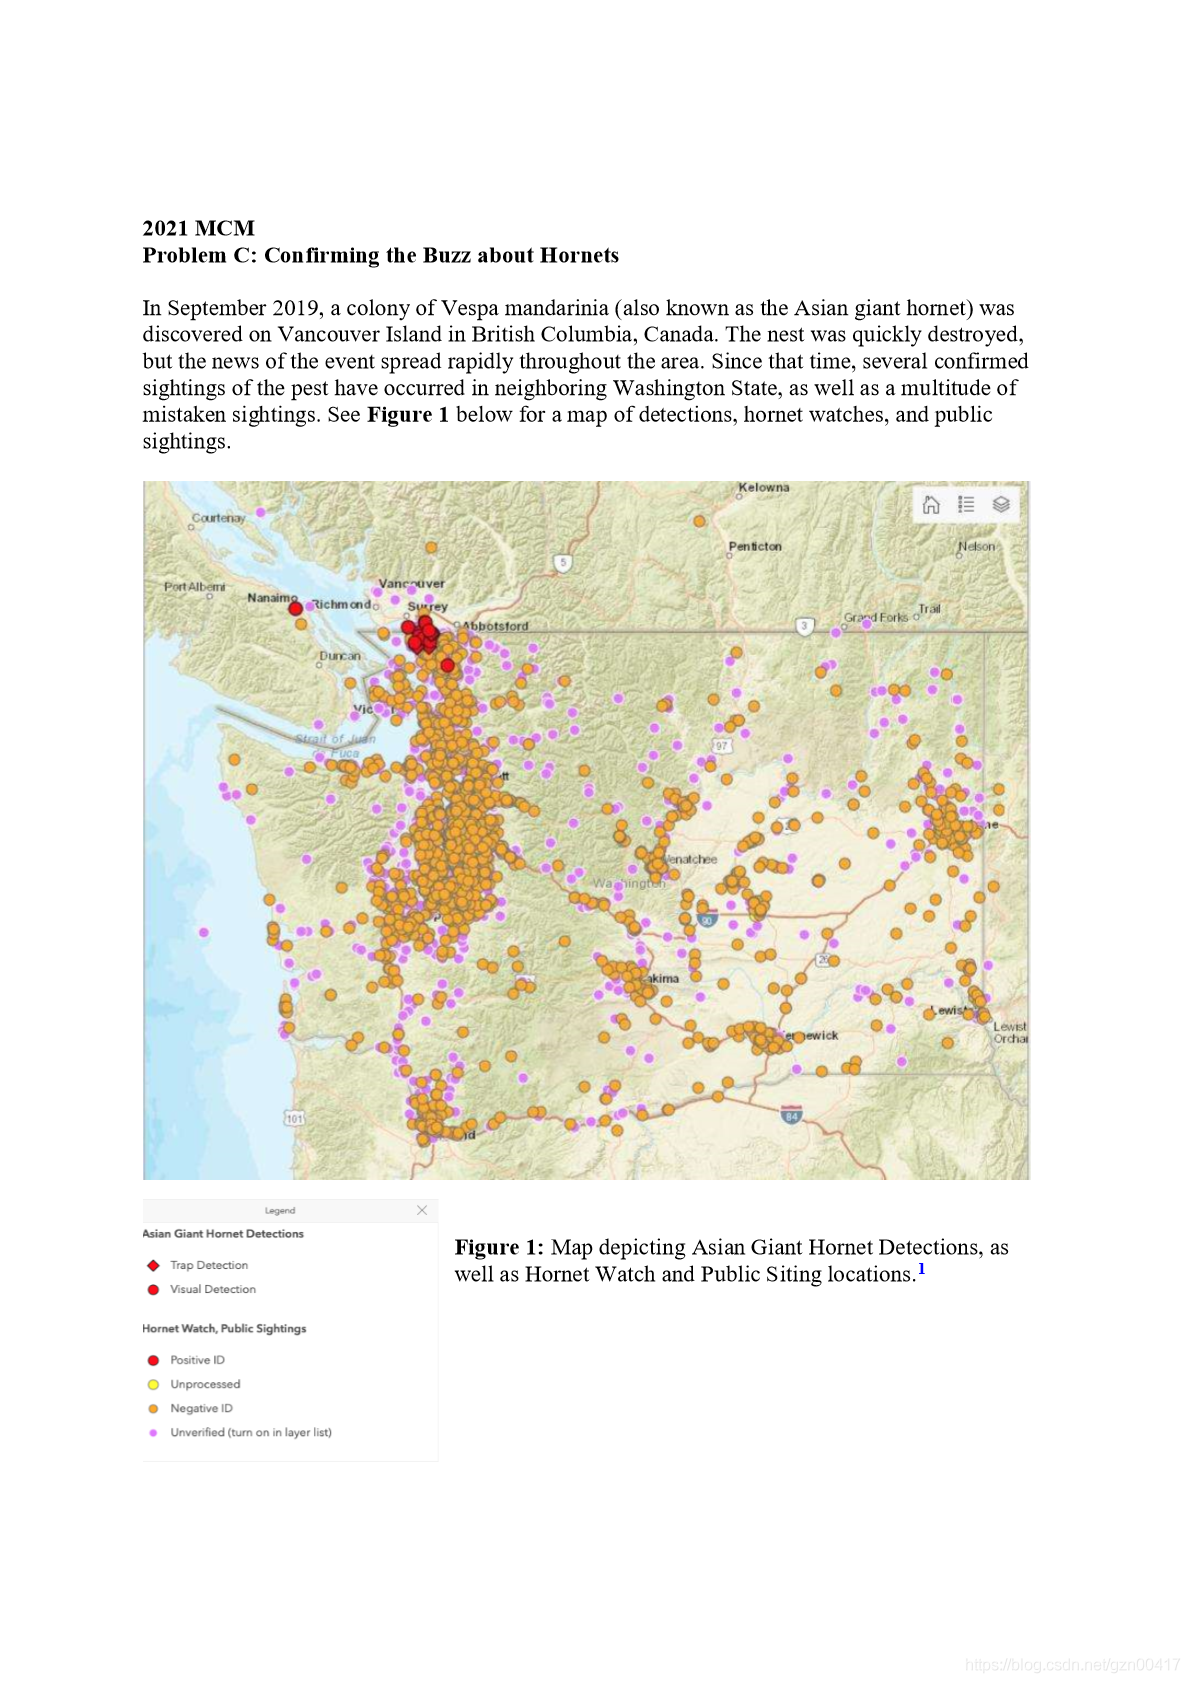 2021 MCM
Problem C: Confirming the Buzz about Hornets
In September 2019, a colony of Vespa mandarinia (also known as the Asian giant hornet) was
discovered on Vancouver Island in British Columbia, Canada. The nest was quickly destroyed,
but the news of the event spread rapidly throughout the area. Since that time, several confirmed
sightings of the pest have occurred in neighboring Washington State, as well as a multitude of
mistaken sightings. See Figure 1 below for a map of detections, hornet watches, and public
sightings.
Kelowna
Courtenay
Penticton
Nelson
5
Port Alberni
Vancouver
Nanaimo
Richmond
Surrey
Trail
Grand Forks
3
Abbotsford
Duncan
Vic
Strait of Juan
de Fuca
97
tt
ne
enatchee
Washington
90
26
akima
Lewis
Lewist
Orchar
ennewick
101
84
nd
Legend
Asian Giant Hornet Detections
Trap Detection
Visual Detection
Hornet Watch, Public Sightings
Positive ID
Unprocessed
Negative ID
Unverified (turn on in layer list)
Figure 1: Map depicting Asian Giant Hornet Detections, as
well as Hornet Watch and Public Siting locations.1
https://blog.csdn.net/gzn00417